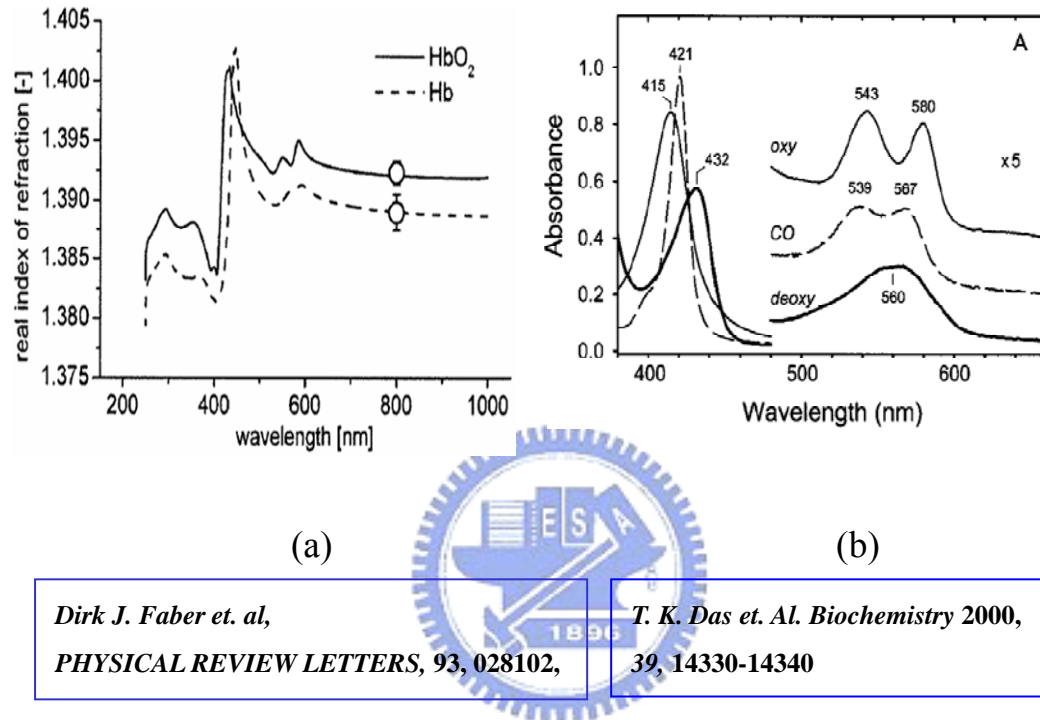 1.405
1.400
1.395
1.390
1.385
1.380
1.375
real index of refraction [-]
HbO₂
Hb
200 400 600 800 1000
wavelength [nm]
A
1.0
0.8
0.6
0.4
0.2
0.0
Absorbance
421
415
432
543
580
oxy
x5
539
567
CO
deoxy
560
400 500 600
Wavelength (nm)
E S A
1896
(a)
(b)
Dirk J. Faber et. al,
PHYSICAL REVIEW LETTERS, 93, 028102,
T. K. Das et. Al. Biochemistry 2000,
39, 14330-14340